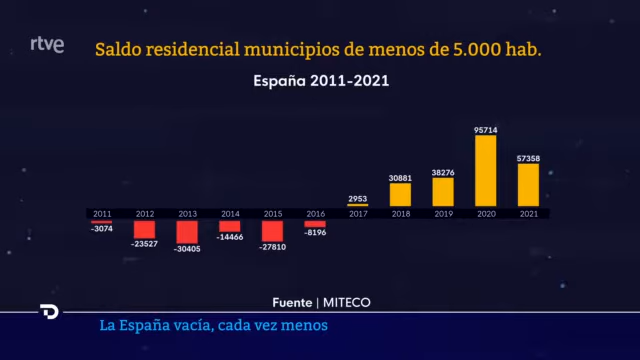 rtve
Saldo residencial municipios de menos de 5.000 hab.
España 2011-2021
95714
57358
38276
30881
2953
2011 2012 2013 2014 2015 2016 2017 2018 2019 2020 2021
-3074
-23527
-30405
-14466
-27810
-8196
Fuente | MITECO
La España vacía, cada vez menos